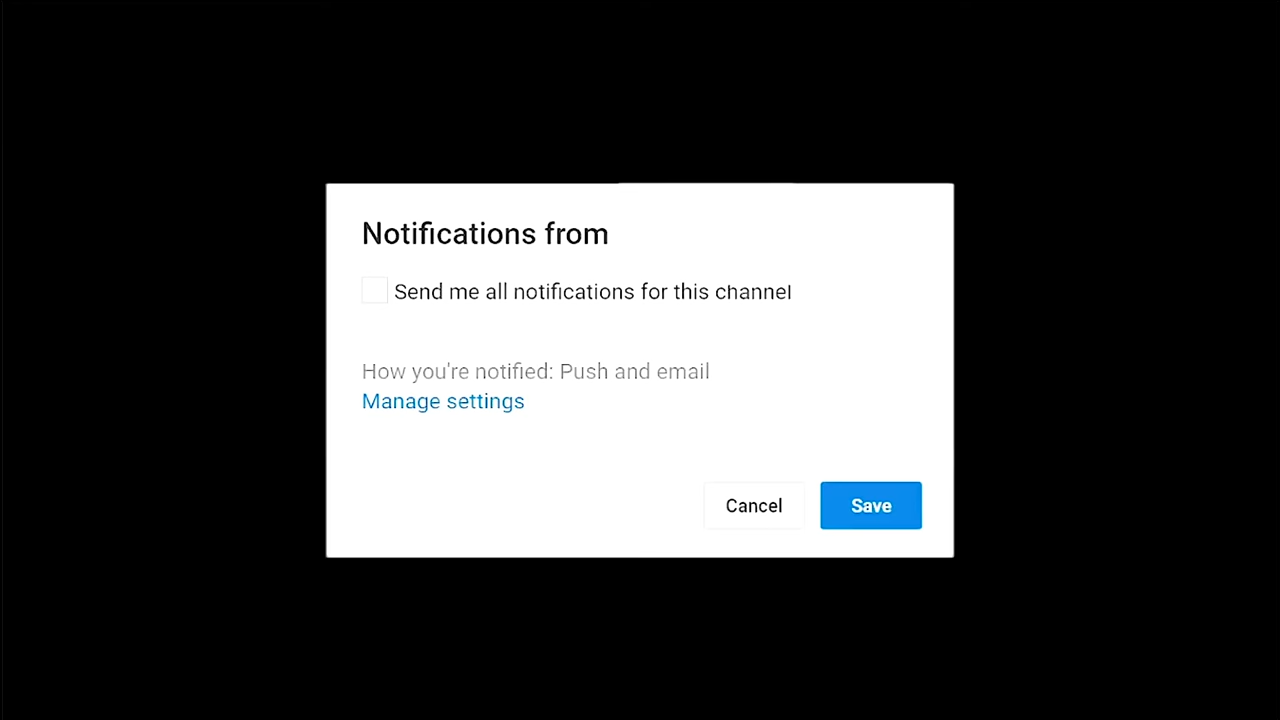 Notifications from
Send me all notifications for this channel
How you're notified: Push and email
Manage settings
Cancel
Save